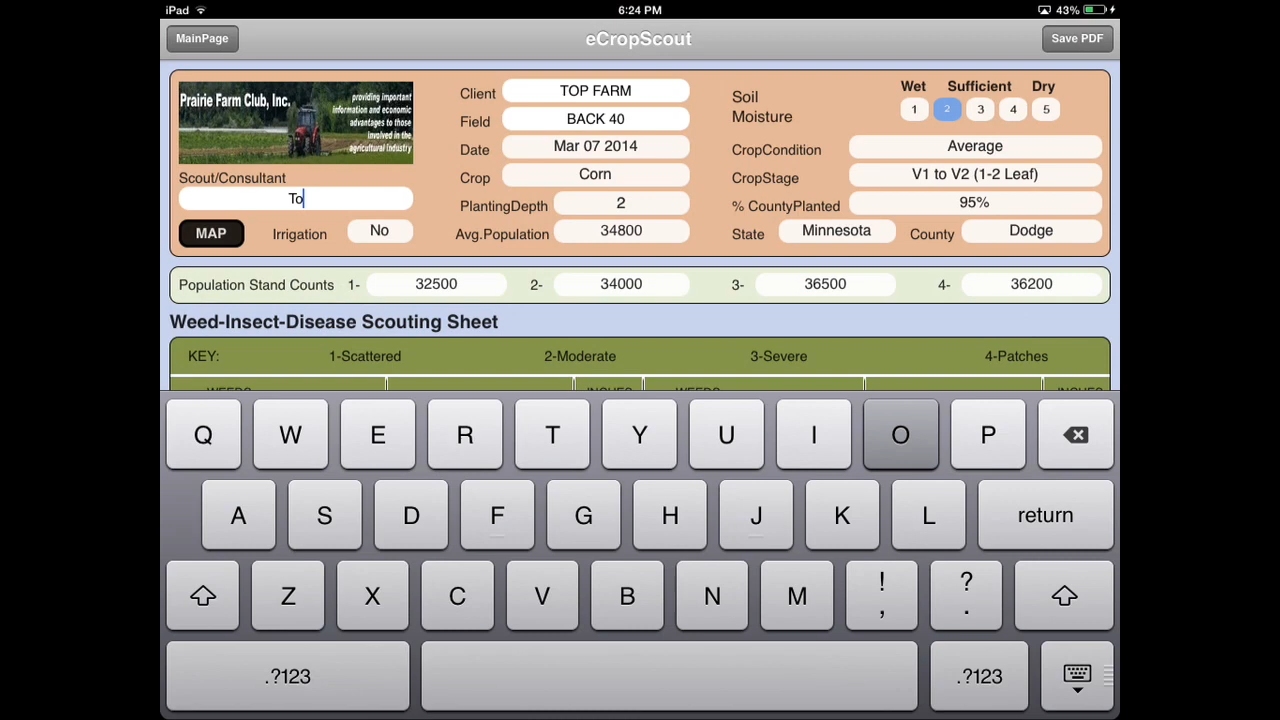 iPad 6:24 PM 43%
MainPage eCropScout Save PDF
Prairie Farm Club, Inc.
providing important
information and economic
advantages to those
involved in the
agricultural industry
Scout/Consultant
To
MAP Irrigation No
Client TOP FARM
Field BACK 40
Date Mar 07 2014
Crop Corn
PlantingDepth 2
Avg.Population 34800
Wet Sufficient Dry
Soil
Moisture
1 2 3 4 5
CropCondition Average
CropStage V1 to V2 (1-2 Leaf)
% CountyPlanted 95%
State Minnesota County Dodge
Population Stand Counts 1- 32500 2- 34000 3- 36500 4- 36200
Weed-Insect-Disease Scouting Sheet
KEY: 1-Scattered 2-Moderate 3-Severe 4-Patches
WEEDS INCHES WEEDS INCHES
Q W E R T Y U I O P
A S D F G H J K L return
Z X C V B N M ! , ? .
.?123 .?123